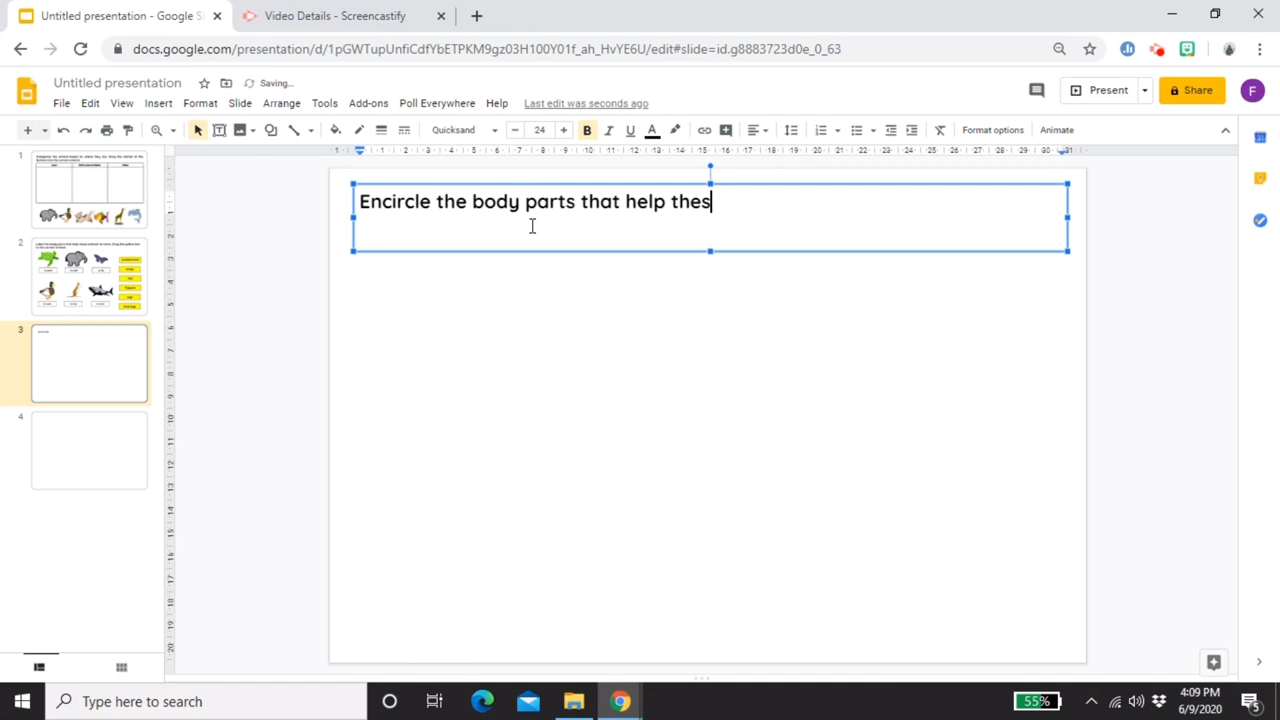 Untitled presentation - Google S
Video Details - Screencastify
docs.google.com/presentation/d/1pGWTupUnfiCdfYbETPKM9gz03H100Y01f_ah_HvYE6U/edit#slide=id.g8883723d0e_0_63
Untitled presentation
Saving...
File Edit View Insert Format Slide Arrange Tools Add-ons Poll Everywhere Help Last edit was seconds ago
Present
Share
F
Quicksand
24
B I U A
Format options
Animate
1
2
3
4
Encircle the body parts that help thes
Type here to search
55%
4:09 PM
6/9/2020
5